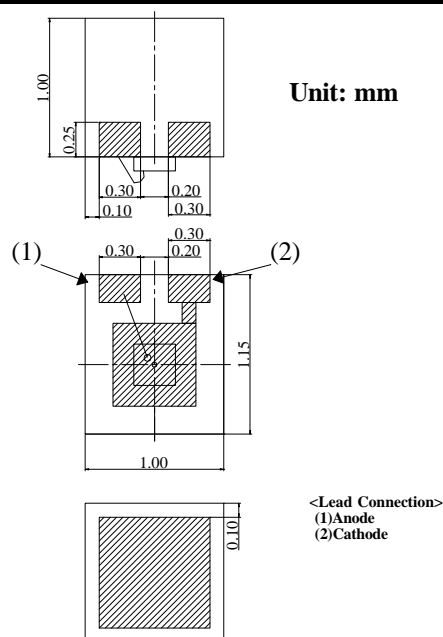 1.00
Unit: mm
0.25
0.30 0.20
0.10 0.30
0.30
(1) 0.30 0.20 (2)
1.15
1.00
<Lead Connection>
(1)Anode
(2)Cathode
0.10